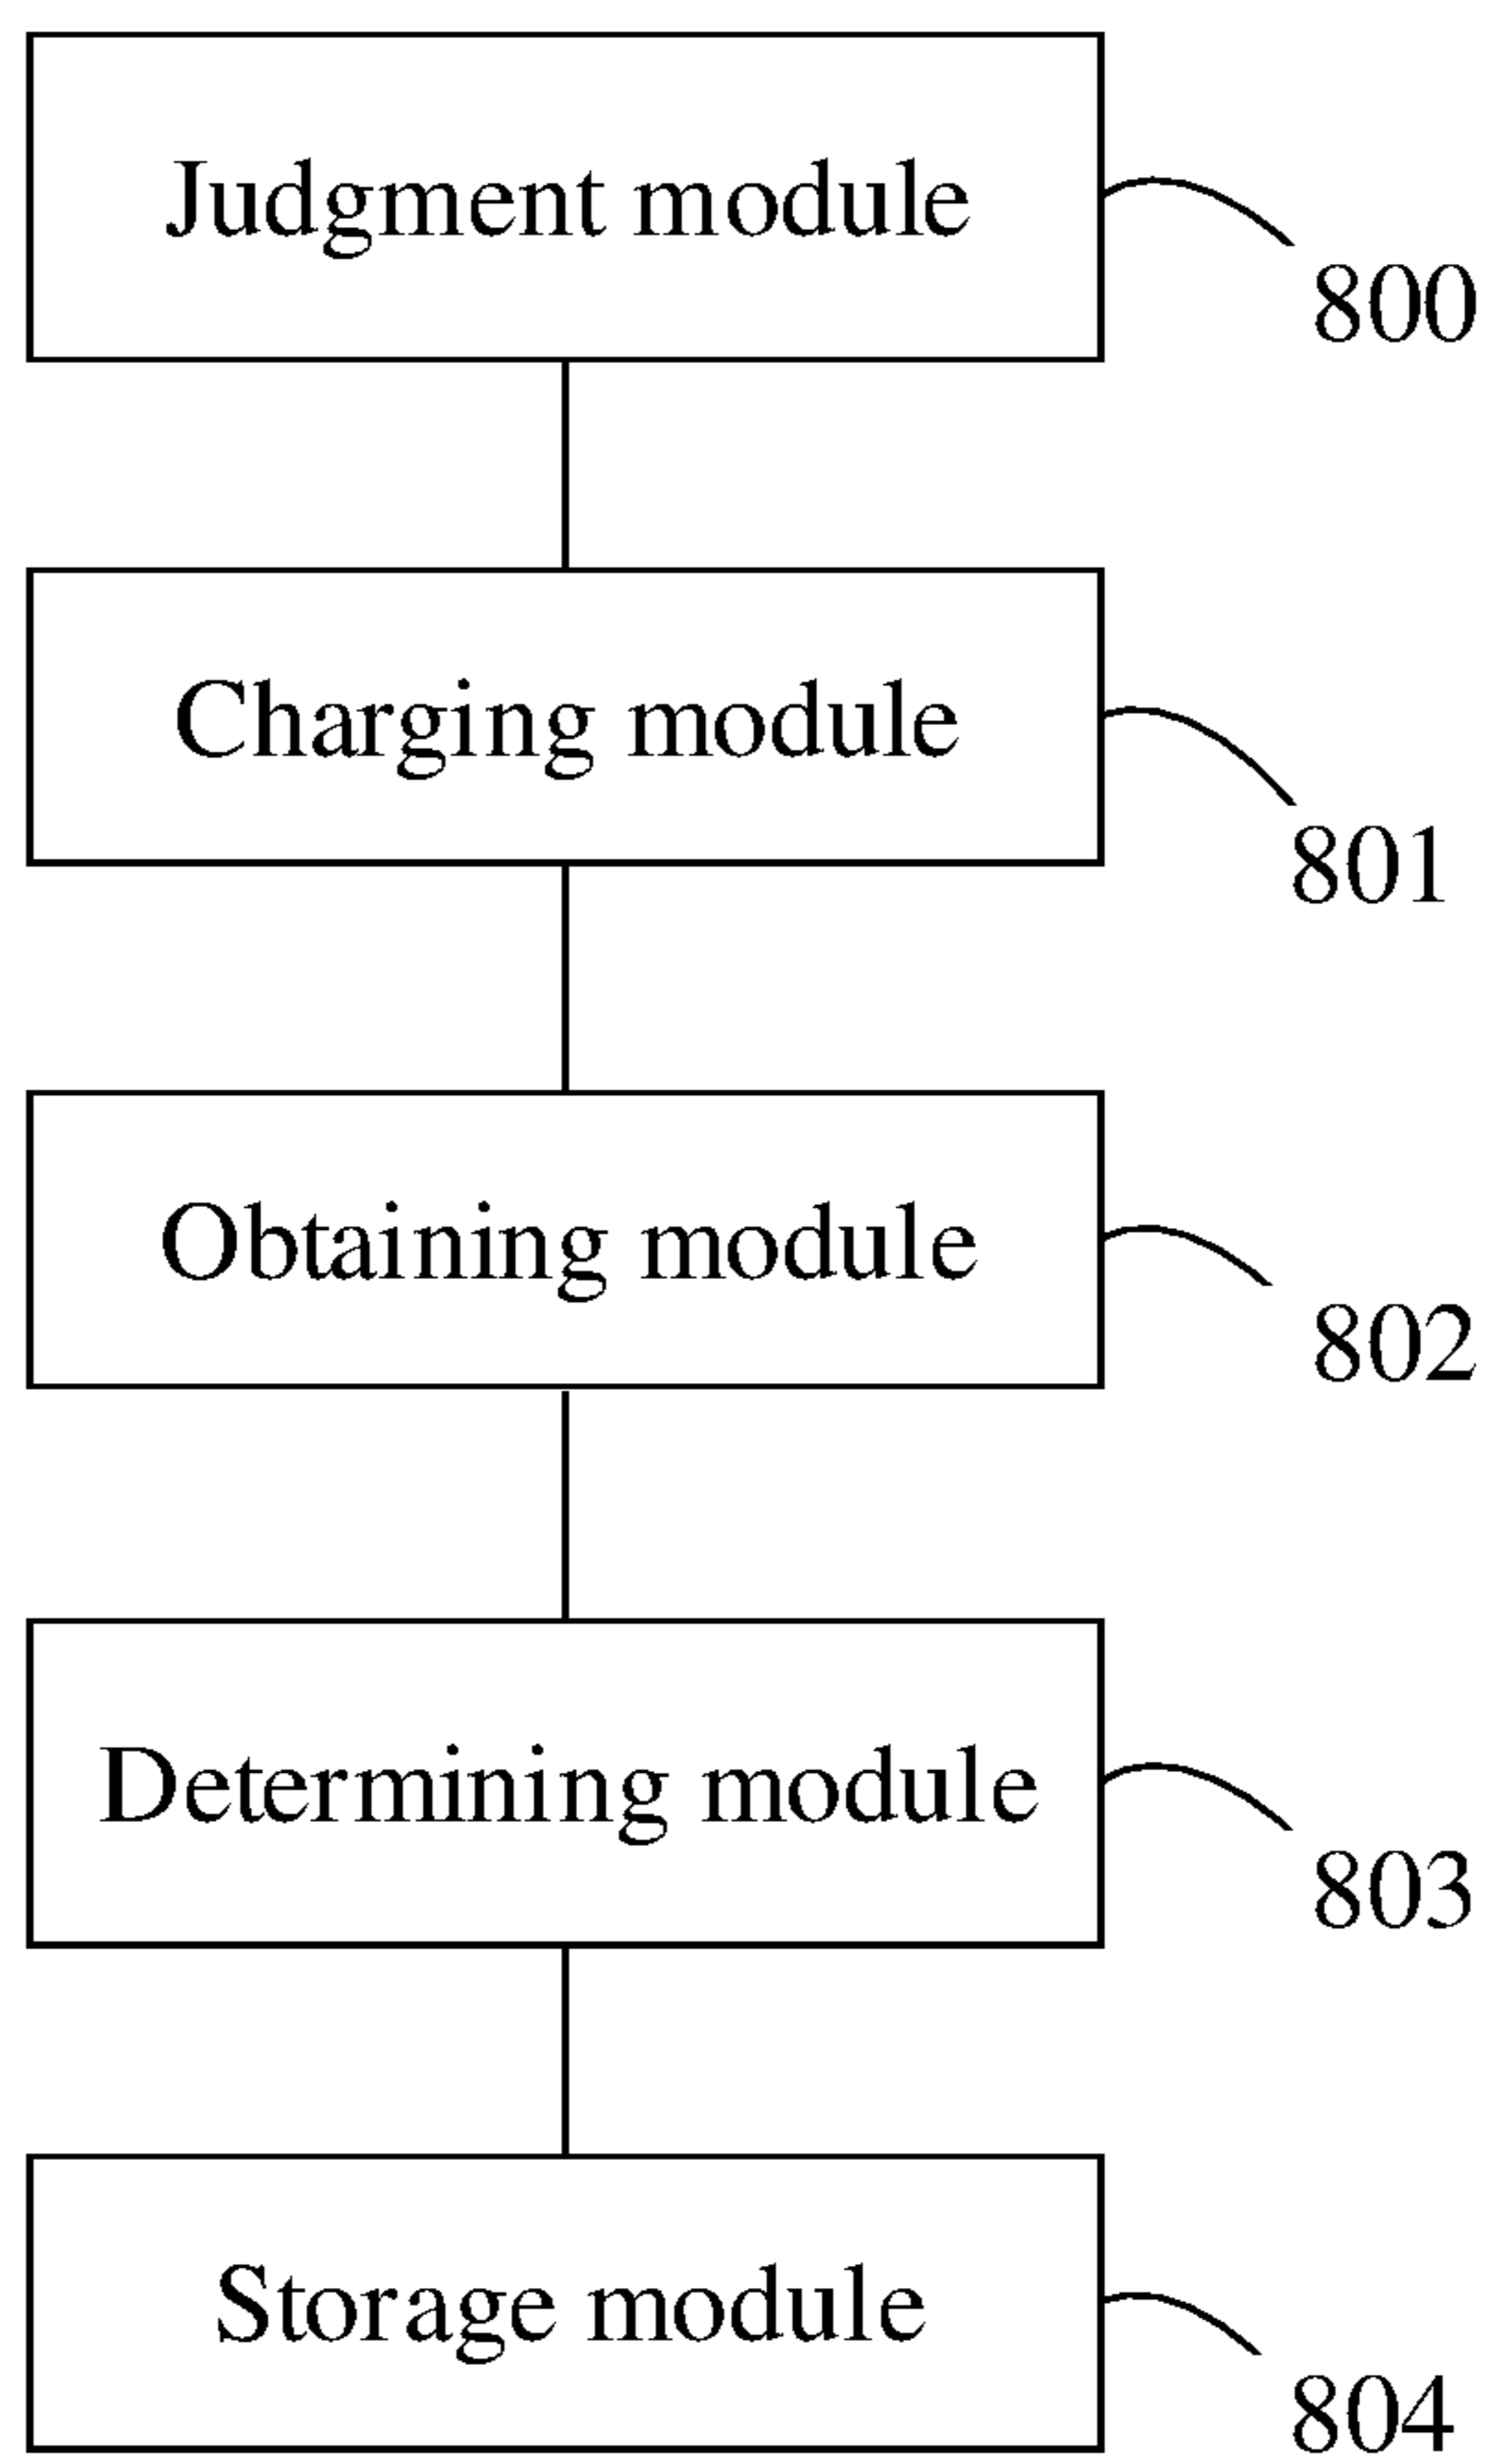 Judgment module
800
Charging module
801
Obtaining module
802
Determining module
803
Storage module
804